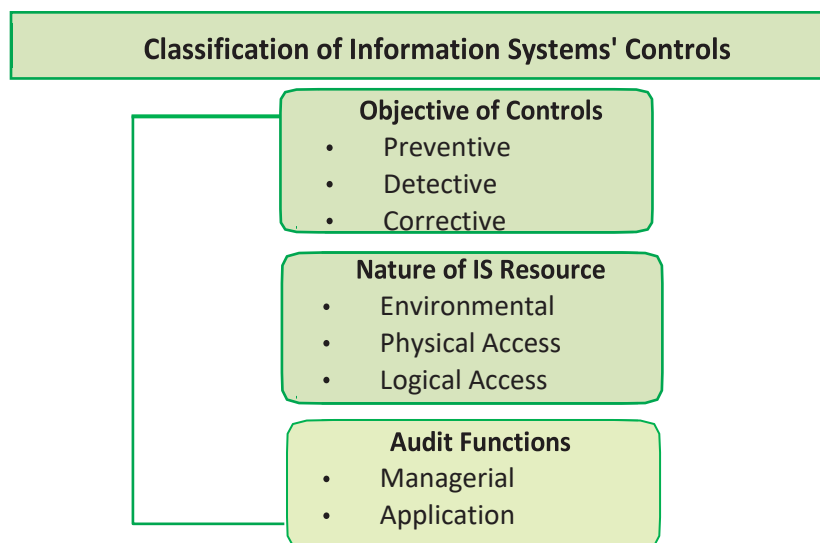 Classification of Information Systems' Controls
Objective of Controls
• Preventive
• Detective
• Corrective
Nature of IS Resource
• Environmental
• Physical Access
• Logical Access
Audit Functions
• Managerial
• Application